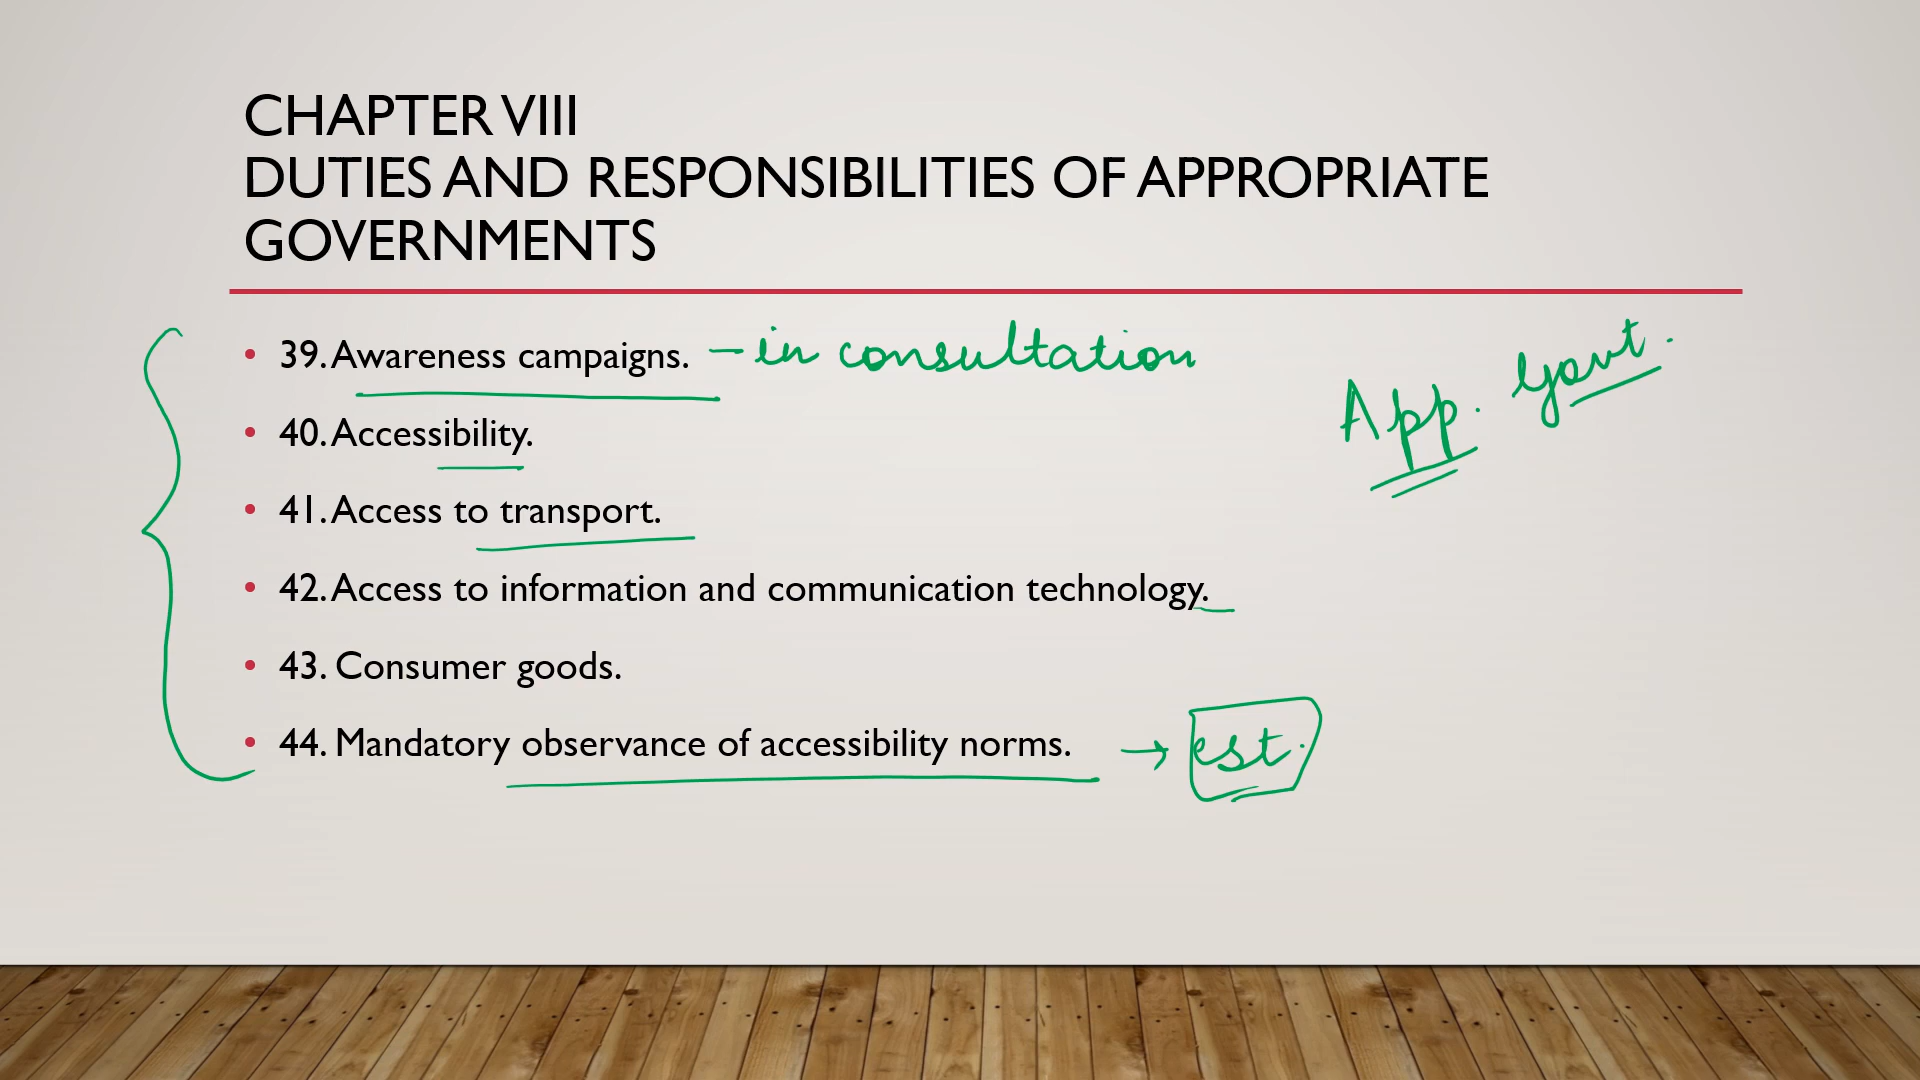 CHAPTER VIII
DUTIES AND RESPONSIBILITIES OF APPROPRIATE
GOVERNMENTS
• 39. Awareness campaigns. – in consultation
App. Govt.
• 40. Accessibility.
• 41. Access to transport.
• 42. Access to information and communication technology.
• 43. Consumer goods.
• 44. Mandatory observance of accessibility norms. → est.